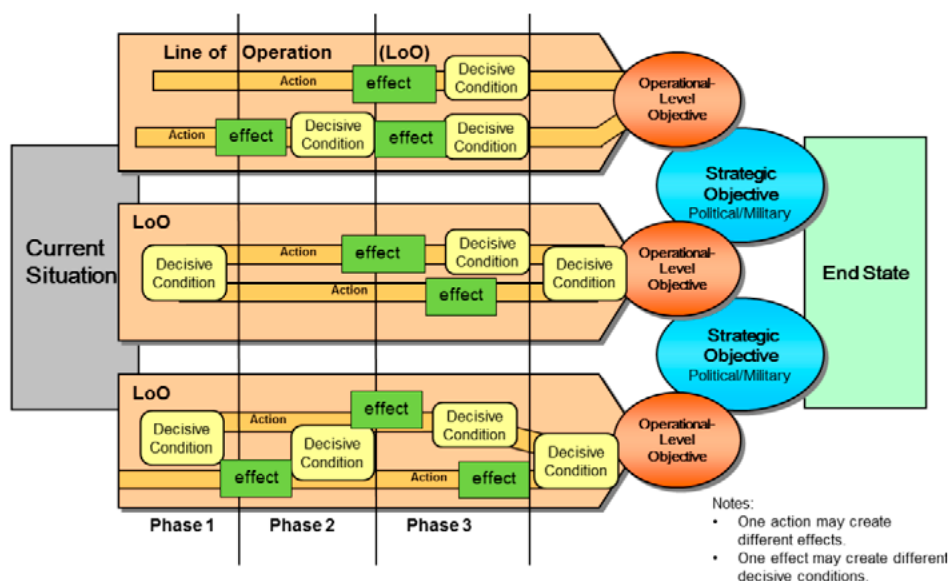 Line of Operation (LoO)
Action
effect
Decisive
Condition
Action
effect
Decisive
Condition
effect
Decisive
Condition
Operational-
Level
Objective
Current
Situation
Strategic
Objective
Political/Military
LoO
Decisive
Condition
Action
effect
Decisive
Condition
Action
effect
Decisive
Condition
Operational-
Level
Objective
End State
Strategic
Objective
Political/Military
LoO
Decisive
Condition
Action
effect
Decisive
Condition
Decisive
Condition
effect
Action
effect
Decisive
Condition
Operational-
Level
Objective
Phase 1
Phase 2
Phase 3
Notes:
• One action may create
different effects.
• One effect may create different
decisive conditions.